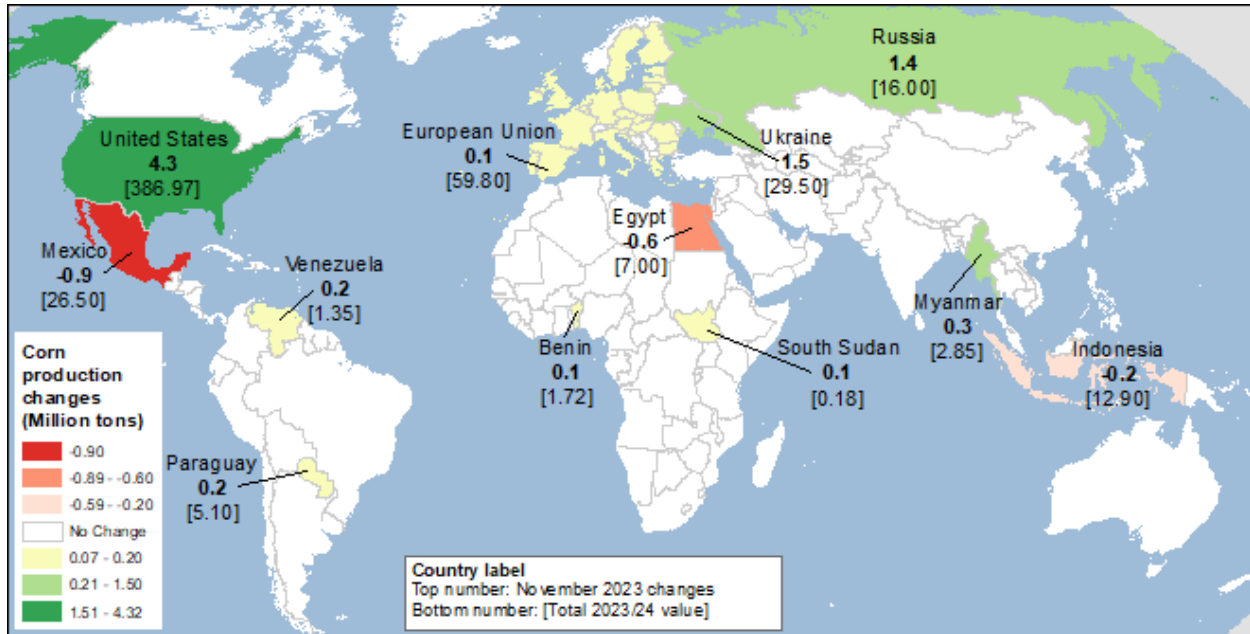 Russia
1.4
[16.00]
United States
4.3
[386.97]
European Union
0.1
[59.80]
Ukraine
1.5
[29.50]
Egypt
-0.6
[7.00]
Mexico
-0.9
[26.50]
Venezuela
0.2
[1.35]
Myanmar
0.3
[2.85]
Benin
0.1
[1.72]
South Sudan
0.1
[0.18]
Indonesia
-0.2
[12.90]
Paraguay
0.2
[5.10]
Corn
production
changes
(Million tons)
-0.90
-0.89 - -0.60
-0.59 - -0.20
No Change
0.07 - 0.20
0.21 - 1.50
1.51 - 4.32
Country label
Top number: November 2023 changes
Bottom number: [Total 2023/24 value]